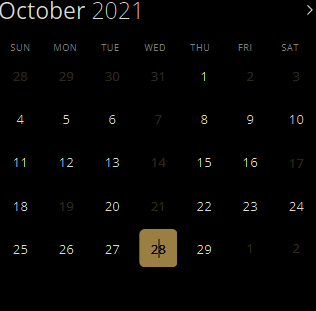 October 2021
SUN MON TUE WED THU FRI SAT
28 29 30 31 1 2 3
4 5 6 7 8 9 10
11 12 13 14 15 16 17
18 19 20 21 22 23 24
25 26 27 28 29 1 2